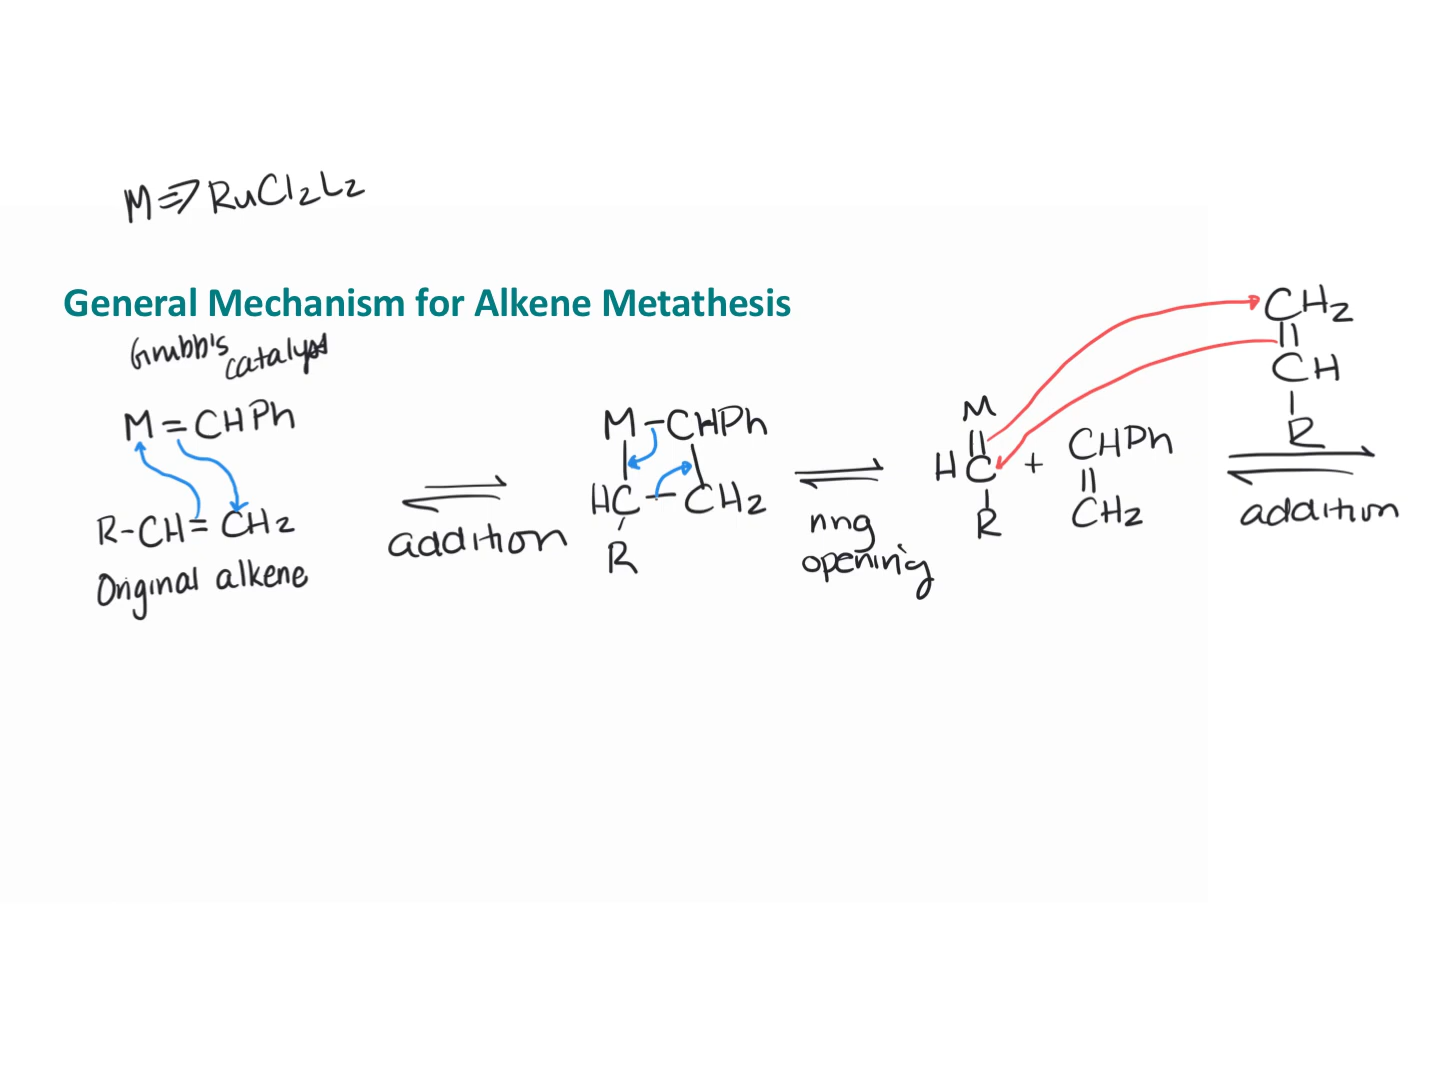 M⇒RuCl₂L₂
General Mechanism for Alkene Metathesis
Grubb's catalyst
M=CHPh
R-CH=CH₂
Original alkene
⇌
addition
M-CHPh
HC-CH₂
R
⇌
ring
opening
M
HC
R
+
CHPh
CH₂
CH₂
CH
R
⇌
addition